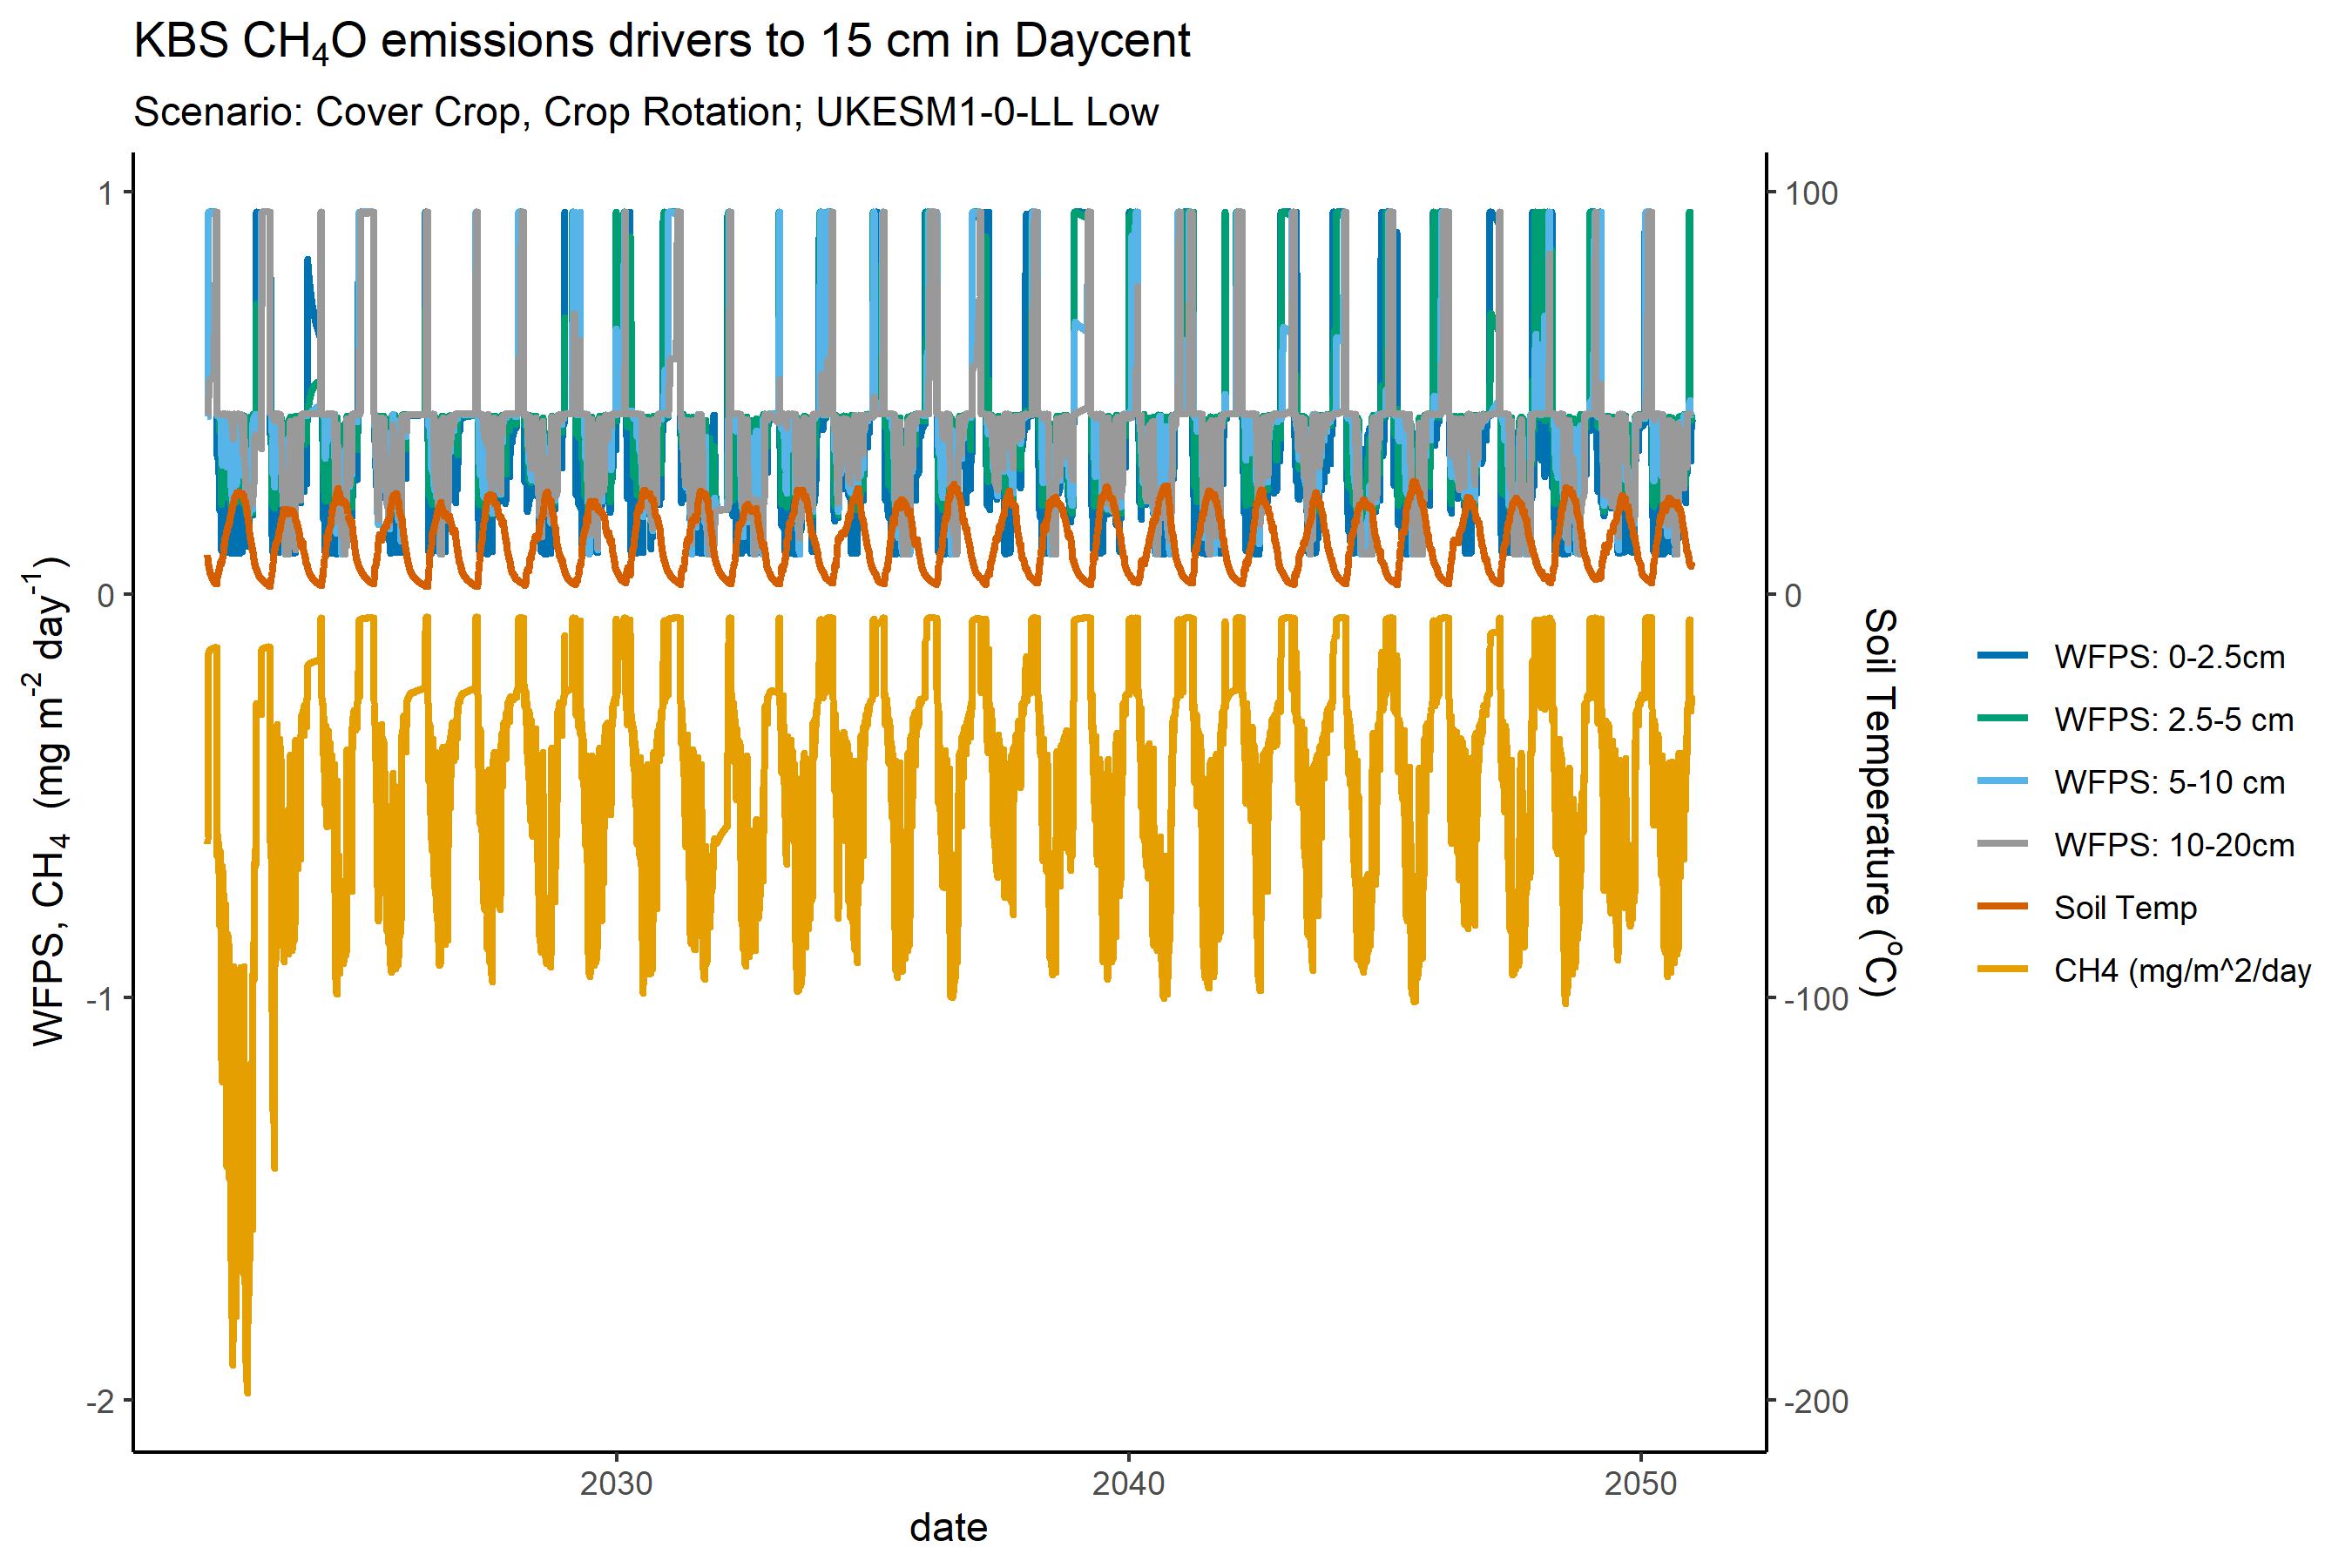 KBS CH₄O emissions drivers to 15 cm in Daycent
Scenario: Cover Crop, Crop Rotation; UKESM1-0-LL Low
1
0
-1
-2
WFPS, CH₄ (mg m⁻² day⁻¹)
100
0
-100
-200
Soil Temperature (°C)
2030
2040
2050
date
WFPS: 0-2.5cm
WFPS: 2.5-5 cm
WFPS: 5-10 cm
WFPS: 10-20cm
Soil Temp
CH4 (mg/m^2/day